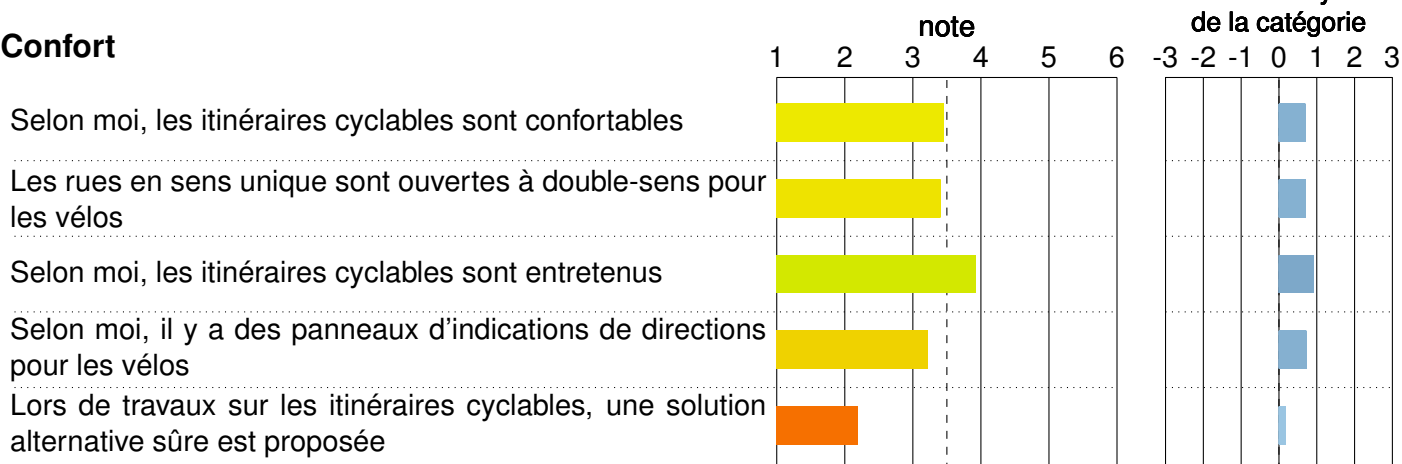 note
de la catégorie
Confort
1 2 3 4 5 6 -3 -2 -1 0 1 2 3
Selon moi, les itinéraires cyclables sont confortables
Les rues en sens unique sont ouvertes à double-sens pour
les vélos
Selon moi, les itinéraires cyclables sont entretenus
Selon moi, il y a des panneaux d'indications de directions
pour les vélos
Lors de travaux sur les itinéraires cyclables, une solution
alternative sûre est proposée